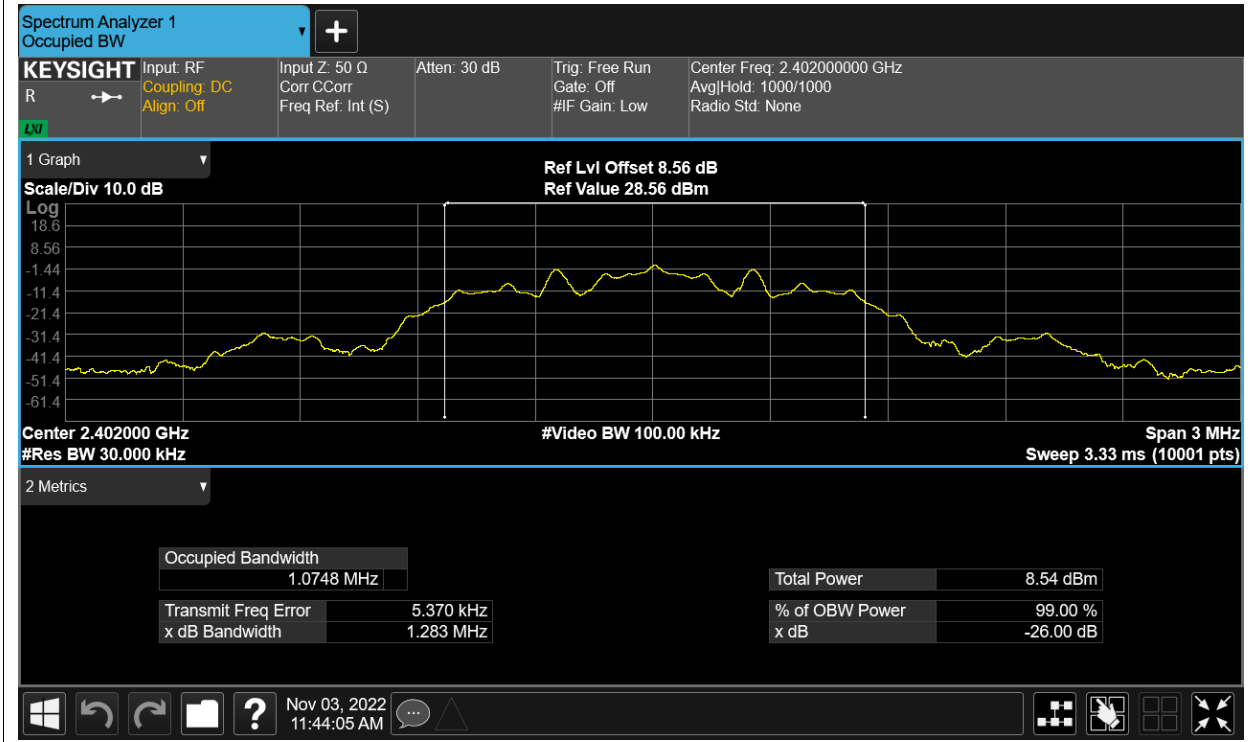 Spectrum Analyzer 1
Occupied BW
KEYSIGHT
R
LXI
Input: RF
Coupling: DC
Align: Off
Input Z: 50 Ω
Corr CCorr
Freq Ref: Int (S)
Atten: 30 dB
Trig: Free Run
Gate: Off
#IF Gain: Low
Center Freq: 2.402000000 GHz
Avg|Hold: 1000/1000
Radio Std: None
1 Graph
Scale/Div 10.0 dB
Ref Lvl Offset 8.56 dB
Ref Value 28.56 dBm
Log
18.6
8.56
-1.44
-11.4
-21.4
-31.4
-41.4
-51.4
-61.4
Center 2.402000 GHz
#Video BW 100.00 kHz
Span 3 MHz
#Res BW 30.000 kHz
Sweep 3.33 ms (10001 pts)
2 Metrics
Occupied Bandwidth
1.0748 MHz
Total Power 8.54 dBm
Transmit Freq Error 5.370 kHz
% of OBW Power 99.00 %
x dB Bandwidth 1.283 MHz
x dB -26.00 dB
?
Nov 03, 2022
11:44:05 AM